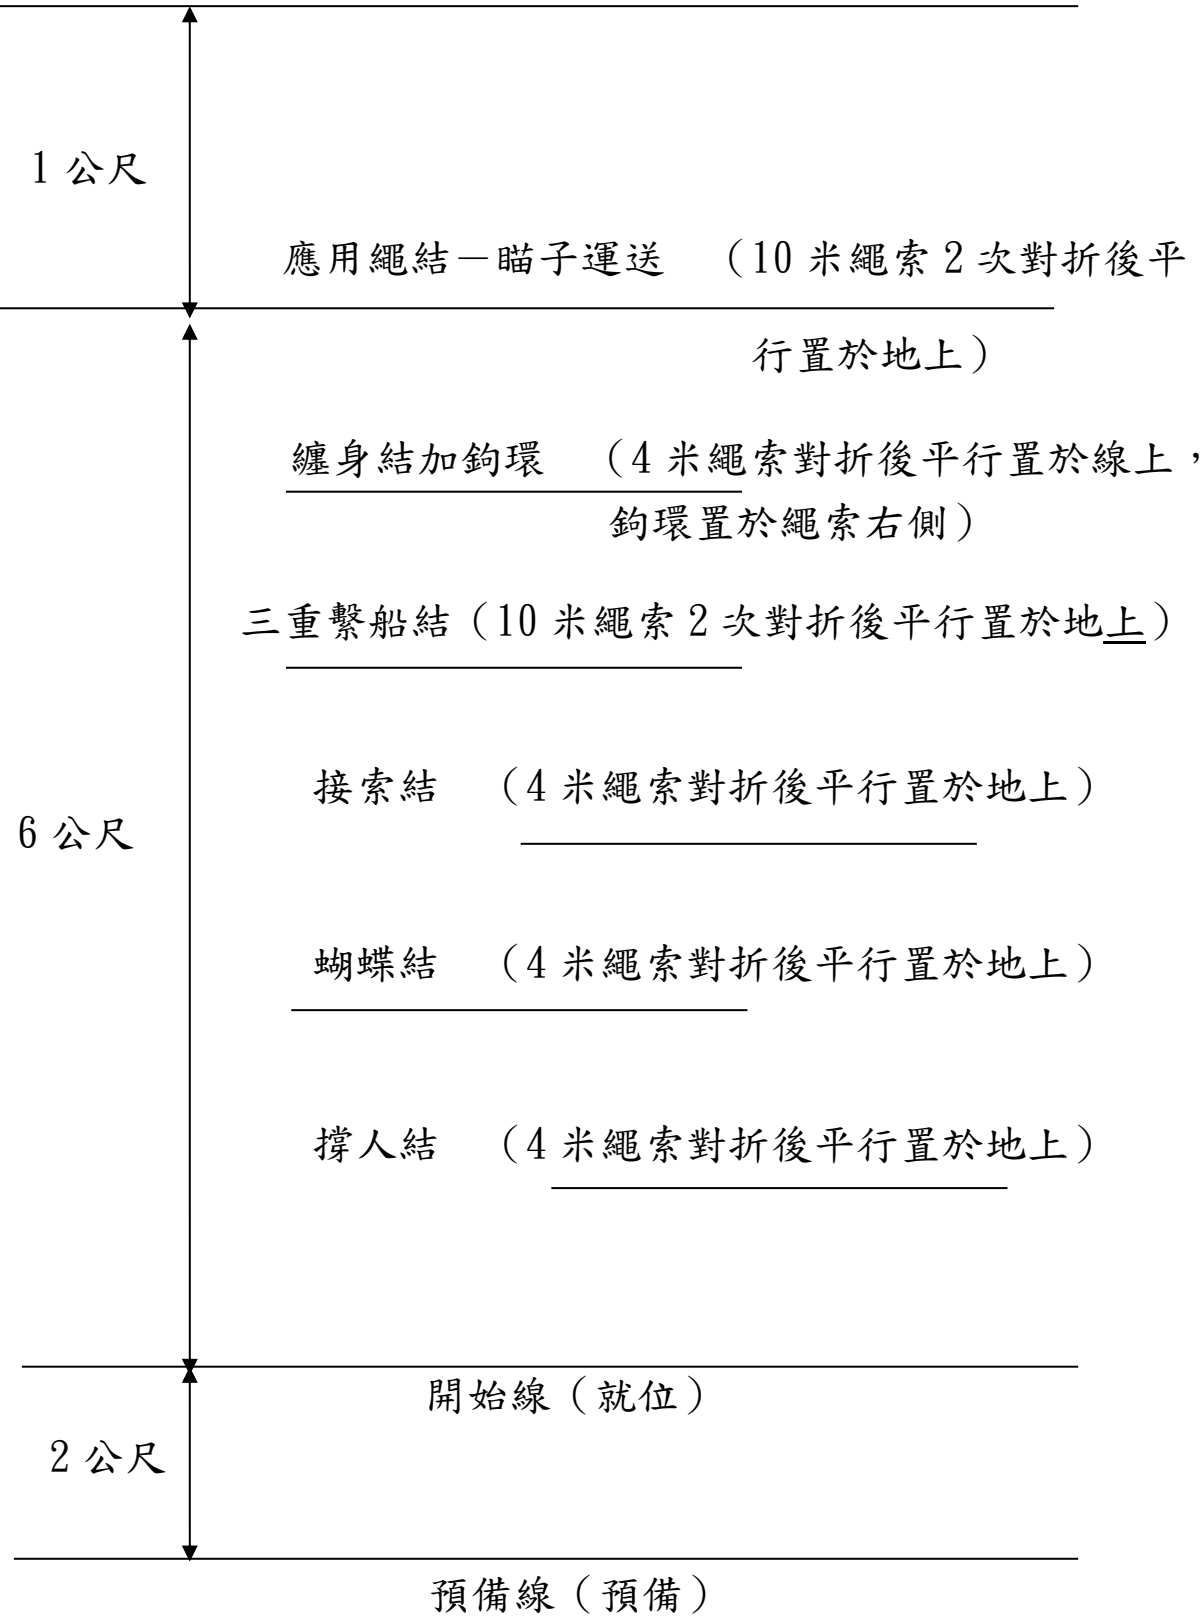 1公尺
應用繩結－瞄子運送 （10米繩索2次對折後平
行置於地上）
纏身結加鉤環 （4米繩索對折後平行置於線上，
鉤環置於繩索右側）
三重繫船結（10米繩索2次對折後平行置於地上）
接索結 （4米繩索對折後平行置於地上）
6公尺
蝴蝶結 （4米繩索對折後平行置於地上）
撐人結 （4米繩索對折後平行置於地上）
開始線（就位）
2公尺
預備線（預備）